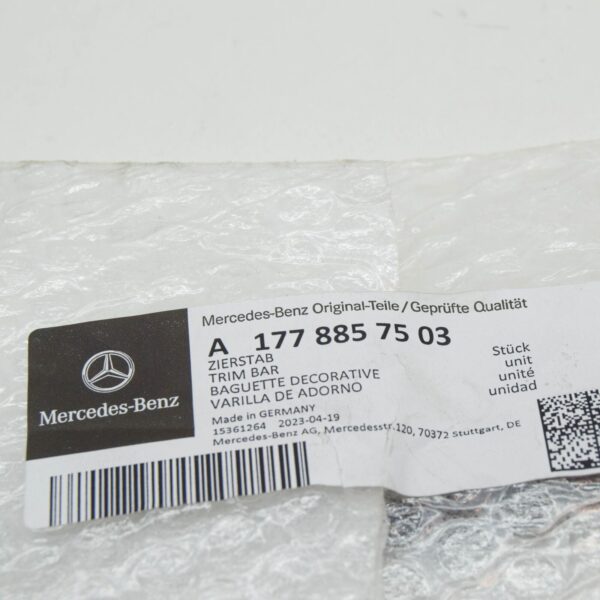 Mercedes-Benz Original-Teile/Geprüfte Qualität
A 177 885 75 03
ZIERSTAB
TRIM BAR
BAGUETTE DECORATIVE
VARILLA DE ADORNO
Stück
unit
unité
unidad
Made in GERMANY
15361264 2023-04-19
Mercedes-Benz AG, Mercedesstr.120, 70372 Stuttgart, DE
Mercedes-Benz